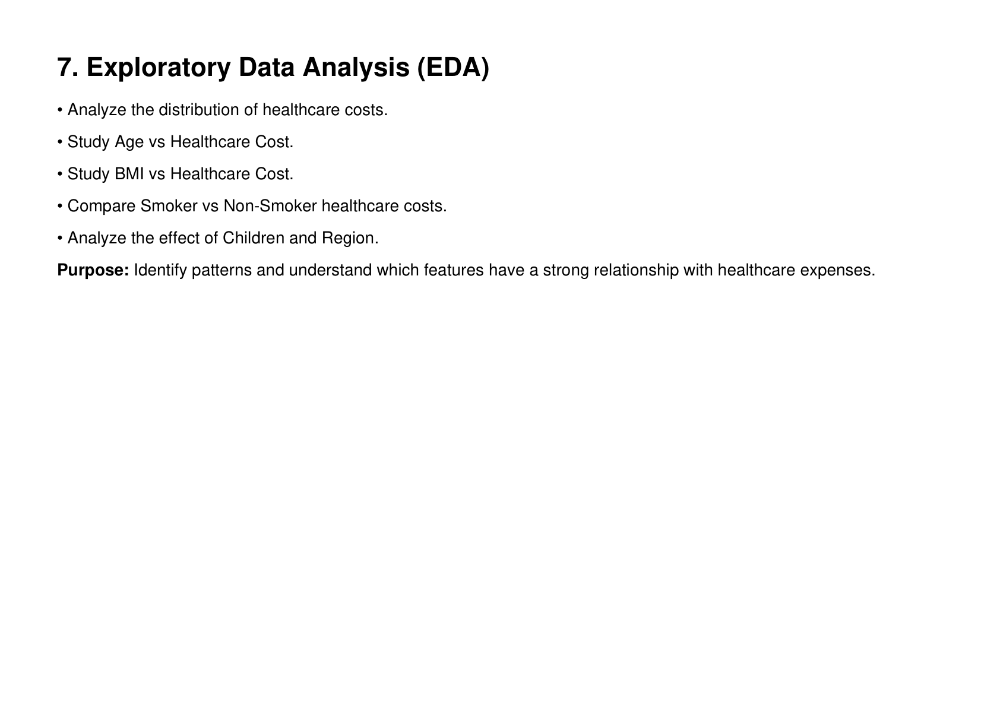 7. Exploratory Data Analysis (EDA)
• Analyze the distribution of healthcare costs.
• Study Age vs Healthcare Cost.
• Study BMI vs Healthcare Cost.
• Compare Smoker vs Non-Smoker healthcare costs.
• Analyze the effect of Children and Region.
Purpose: Identify patterns and understand which features have a strong relationship with healthcare expenses.